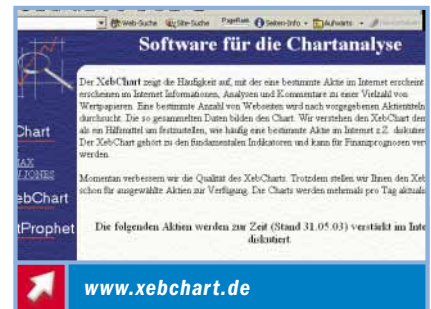 Web-Suche Site-Suche PageRank Seiten-Info Aufwärts
Software für die Chartanalyse
Der XebChart zeigt die Häufigkeit auf, mit der eine bestimmte Aktie im Internet erscheint
erscheinen im Internet Informationen, Analysen und Kommentare zu einer Vielzahl von
Wertpapieren. Eine bestimmte Anzahl von Webseiten wird nach vorgegebenen Aktientiteln
durchsucht. Die so gesammelten Daten bilden den Chart. Wir verstehen den XebChart den
als ein Hilfsmittel um festzustellen, wie häufig eine bestimmte Aktie im Internet z.Z. diskutier
Der XebChart gehört zu den fundamentalen Indikatoren und kann für Finanzprognosen ver
werden.
Momentan verbessern wir die Qualität des XebCharts. Trotzdem stellen wir Ihnen den Xeb
schon für ausgewählte Aktien zur Verfügung. Die Charts werden mehrmals pro Tag aktuali
Die folgenden Aktien werden zur Zeit (Stand 31.05.03) verstärkt im Inte
diskutiert.
Chart
AX
JONES
ebChart
tProphet
www.xebchart.de